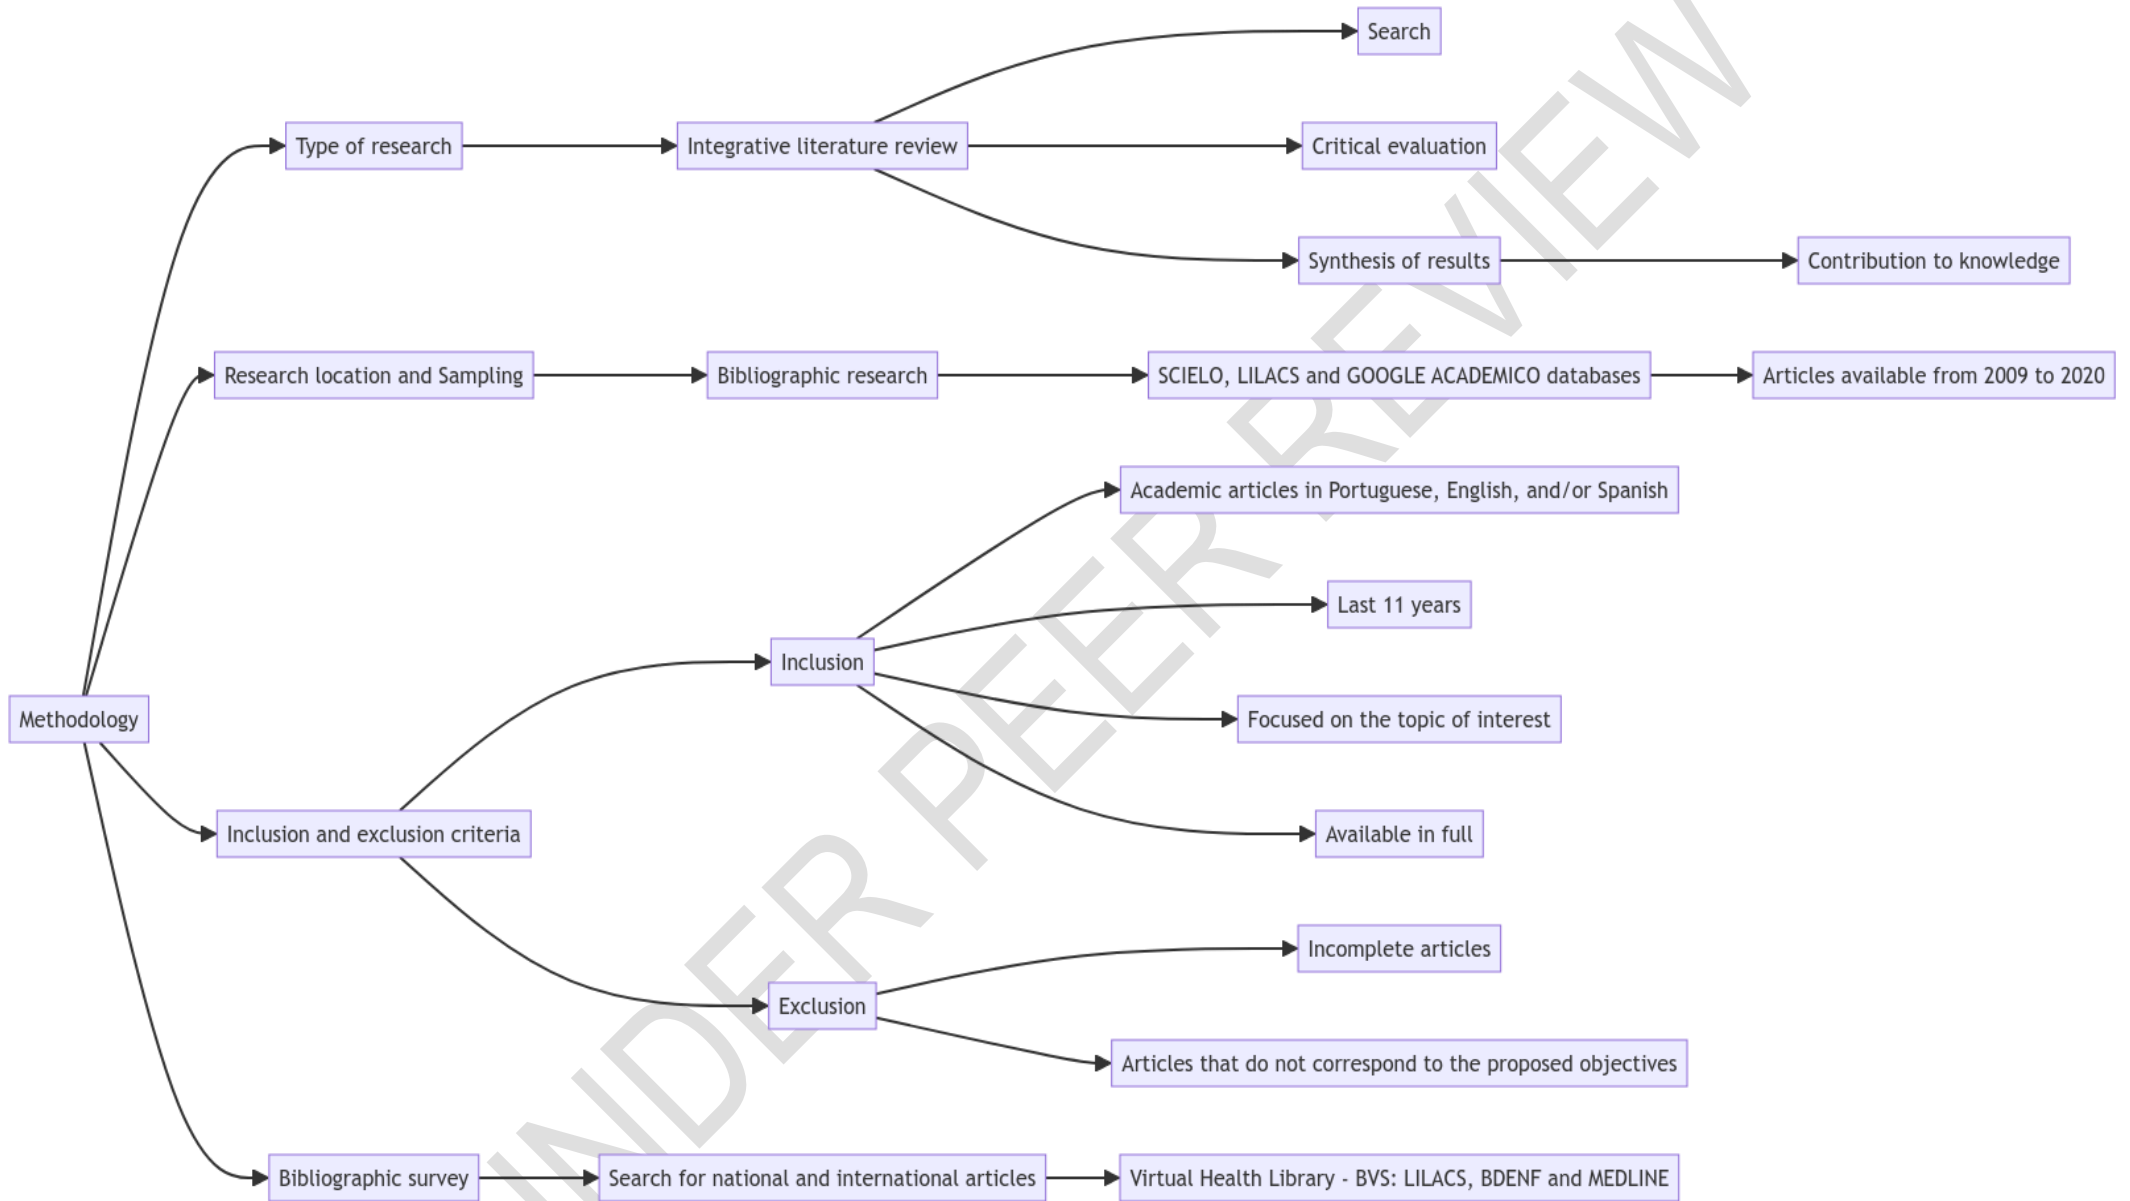 Search
Type of research
Integrative literature review
Critical evaluation
Synthesis of results
Contribution to knowledge
Research location and Sampling
Bibliographic research
SCIELO, LILACS and GOOGLE ACADEMICO databases
Articles available from 2009 to 2020
Academic articles in Portuguese, English, and/or Spanish
Last 11 years
Inclusion
Focused on the topic of interest
Methodology
Inclusion and exclusion criteria
Available in full
Incomplete articles
Exclusion
Articles that do not correspond to the proposed objectives
Bibliographic survey
Search for national and international articles
Virtual Health Library - BVS: LILACS, BDENF and MEDLINE
NDER PEER REVIEW